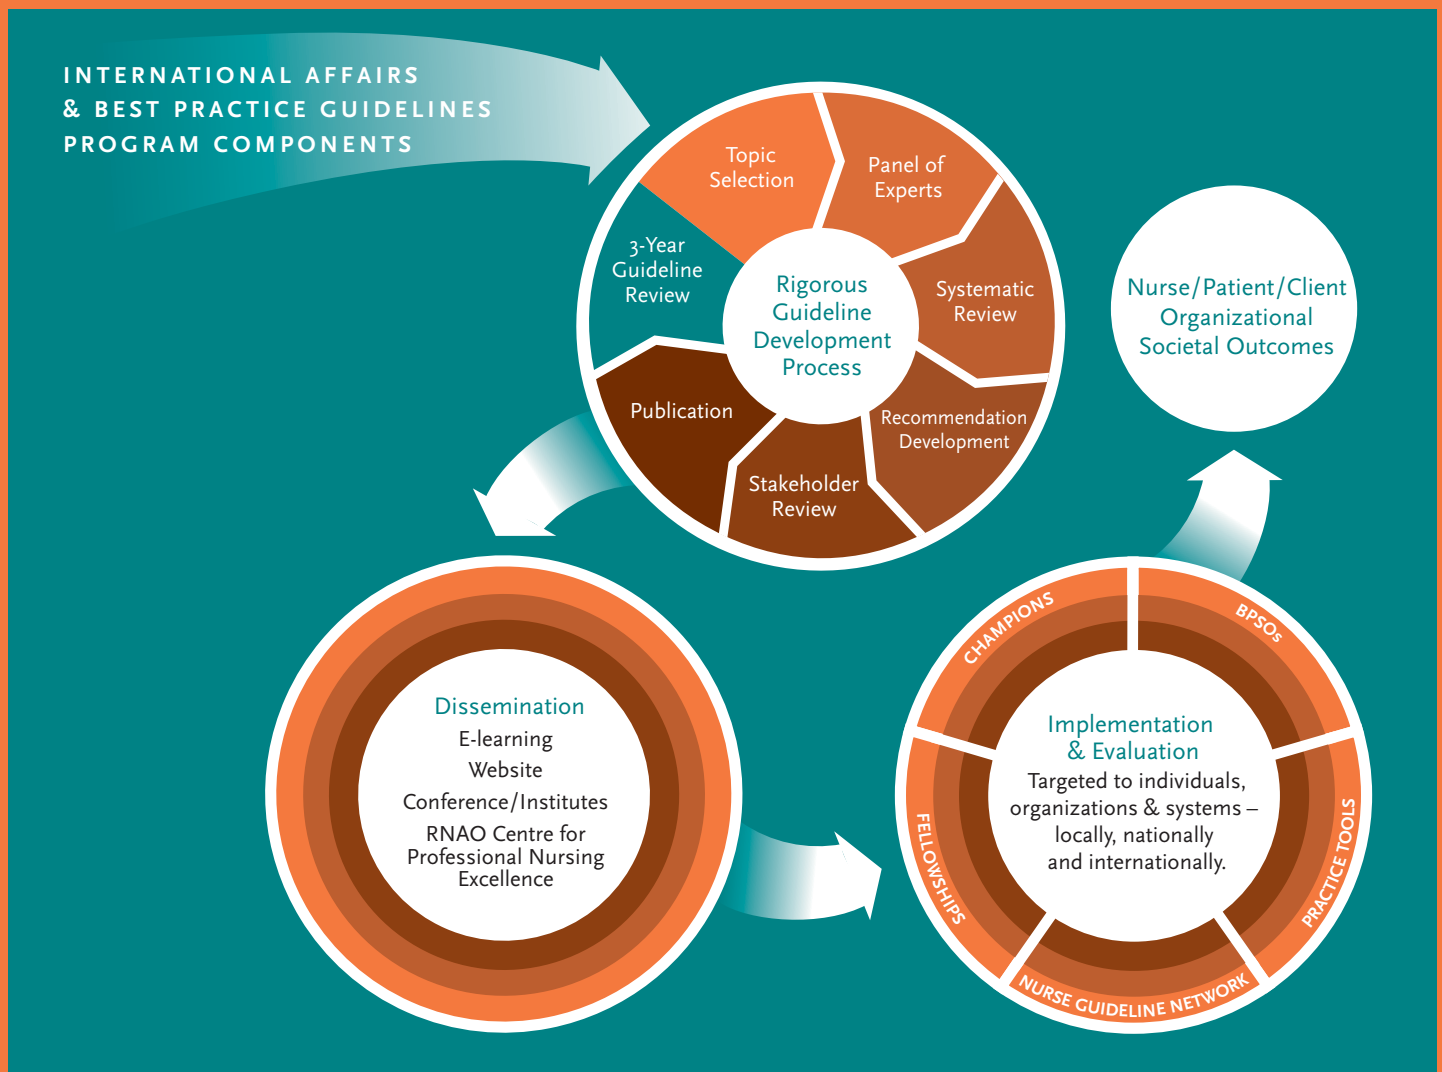 INTERNATIONAL AFFAIRS
& BEST PRACTICE GUIDELINES
PROGRAM COMPONENTS
Topic
Selection
Panel of
Experts
Systematic
Review
Recommendation
Development
Stakeholder
Review
Publication
3-Year
Guideline
Review
Rigorous
Guideline
Development
Process
Nurse/Patient/Client
Organizational
Societal Outcomes
Dissemination
E-learning
Website
Conference/Institutes
RNAO Centre for
Professional Nursing
Excellence
CHAMPIONS
BPSOs
PRACTICE TOOLS
NURSE GUIDELINE NETWORK
FELLOWSHIPS
Implementation
& Evaluation
Targeted to individuals,
organizations & systems –
locally, nationally
and internationally.